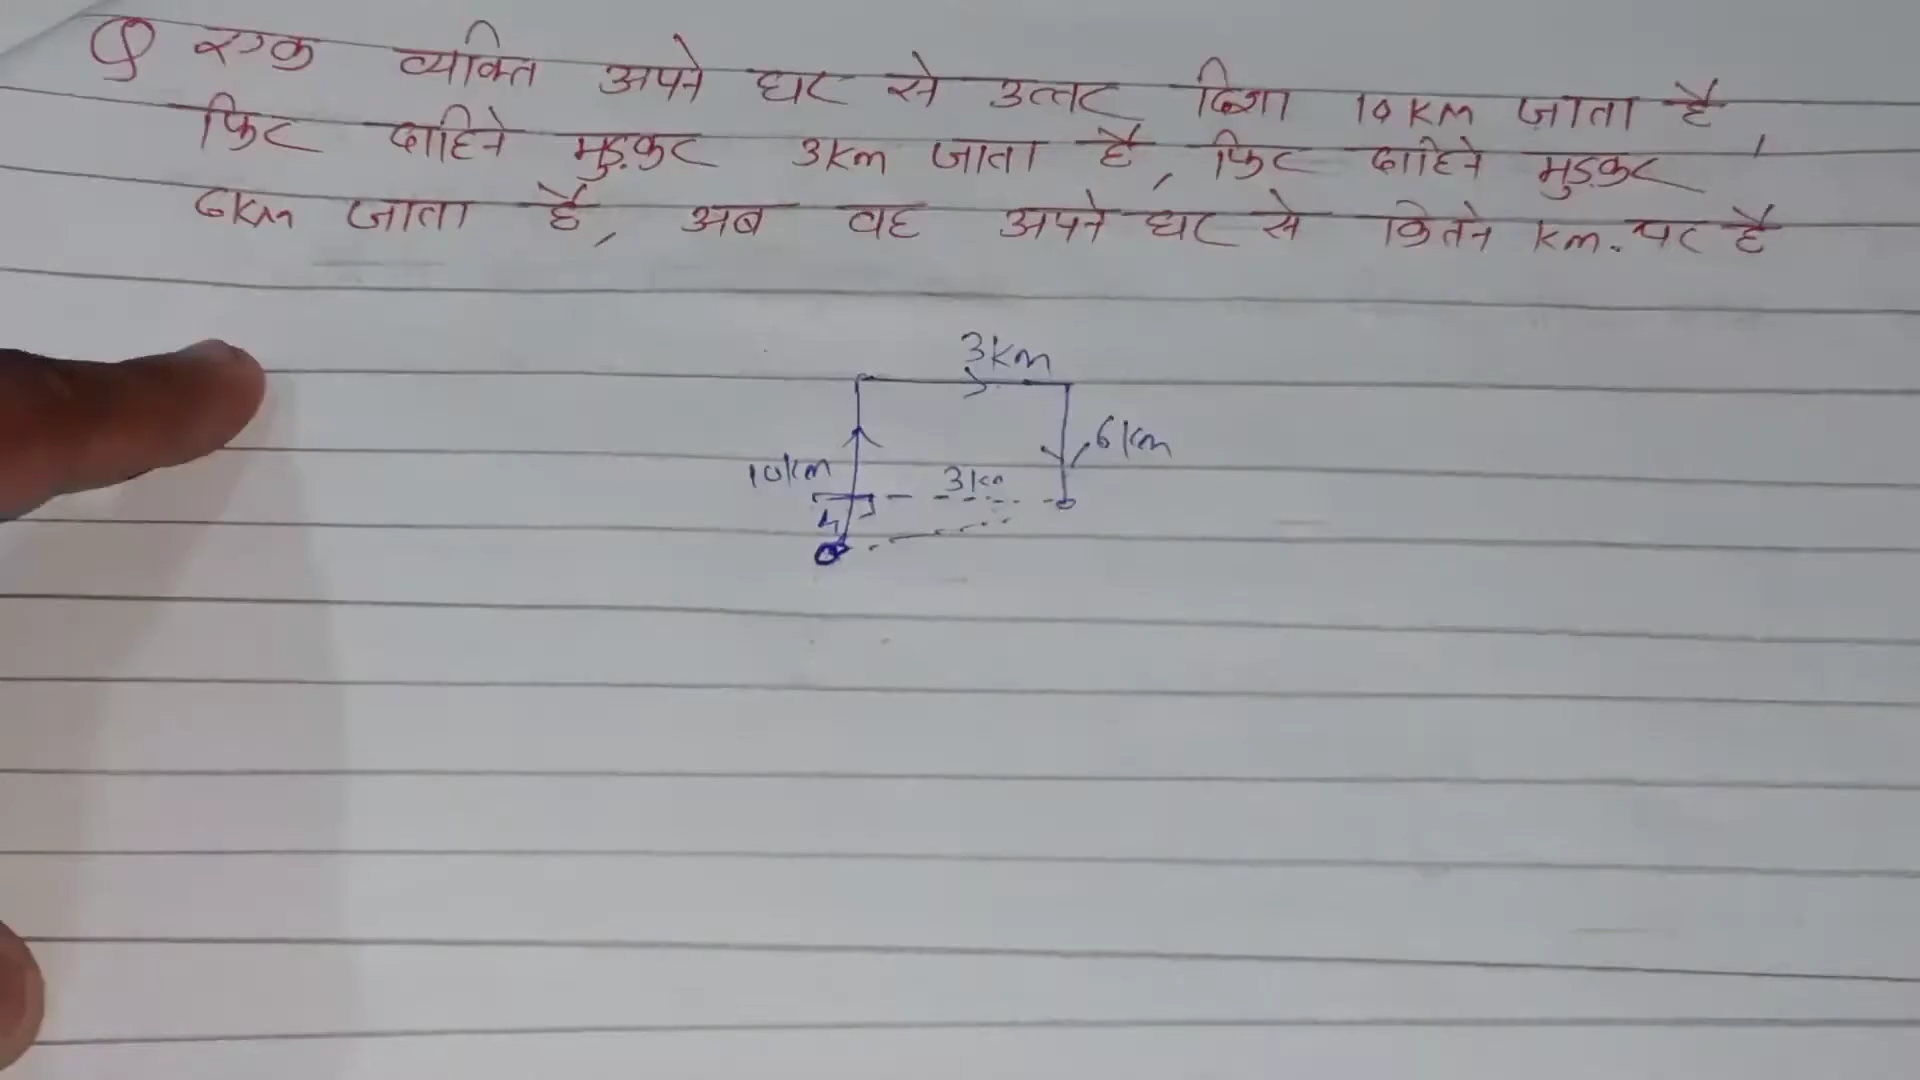 Q एक व्यक्ति अपने घर से उत्तर दिशा 10 KM जाता है,
फिर दाहिने मुड़कर 3km जाता है, फिर दाहिने मुड़कर
6km जाता है, अब वह अपने घर से कितने km. पर है
3km
6km
10km
3km
4